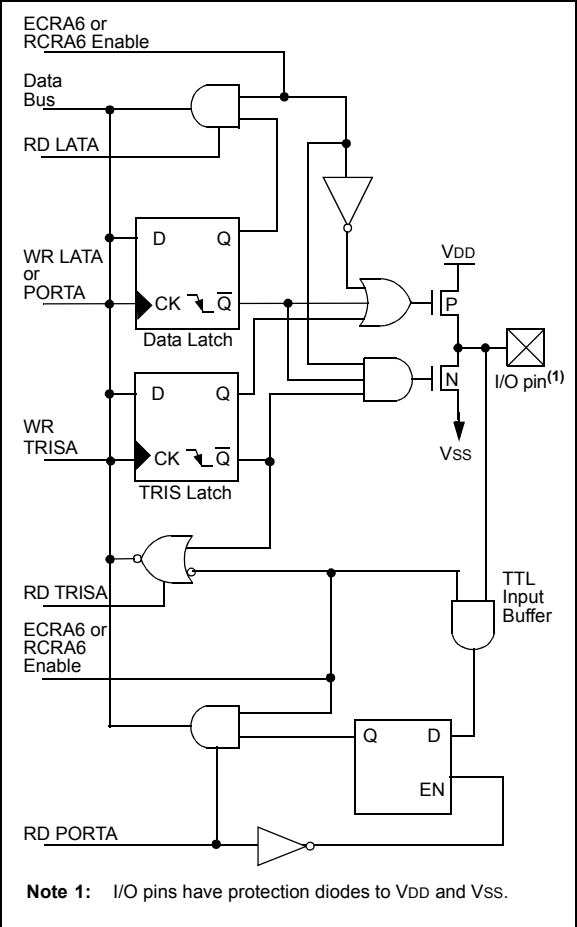 ECRA6 or
RCRA6 Enable
Data
Bus
RD LATA
D Q
WR LATA
or
PORTA
CK Q̅
Data Latch
VDD
P
N
I/O pin(1)
VSS
D Q
WR
TRISA
CK Q̅
TRIS Latch
RD TRISA
TTL
Input
Buffer
ECRA6 or
RCRA6
Enable
Q D
EN
RD PORTA
Note 1: I/O pins have protection diodes to VDD and VSS.